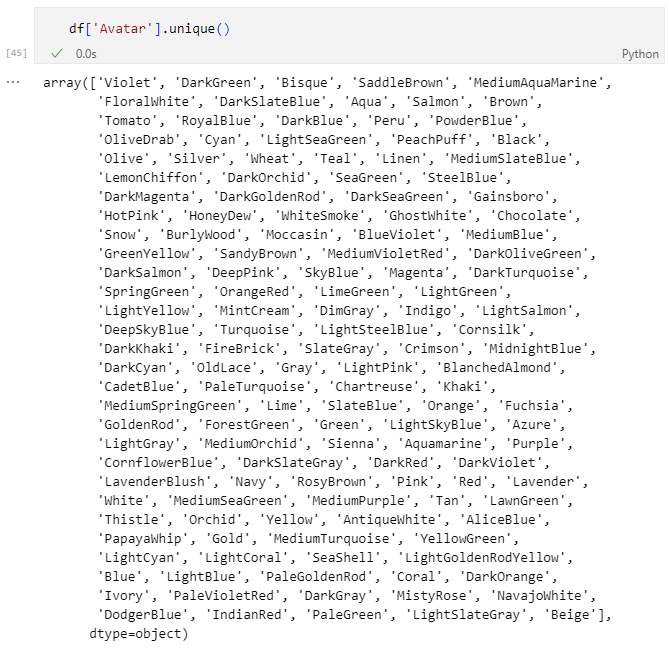 df['Avatar'].unique()
[45] ✓ 0.0s Python
... array(['Violet', 'DarkGreen', 'Bisque', 'SaddleBrown', 'MediumAquaMarine',
'FloralWhite', 'DarkSlateBlue', 'Aqua', 'Salmon', 'Brown',
'Tomato', 'RoyalBlue', 'DarkBlue', 'Peru', 'PowderBlue',
'OliveDrab', 'Cyan', 'LightSeaGreen', 'PeachPuff', 'Black',
'Olive', 'Silver', 'Wheat', 'Teal', 'Linen', 'MediumSlateBlue',
'LemonChiffon', 'DarkOrchid', 'SeaGreen', 'SteelBlue',
'DarkMagenta', 'DarkGoldenRod', 'DarkSeaGreen', 'Gainsboro',
'HotPink', 'HoneyDew', 'WhiteSmoke', 'GhostWhite', 'Chocolate',
'Snow', 'BurlyWood', 'Moccasin', 'BlueViolet', 'MediumBlue',
'GreenYellow', 'SandyBrown', 'MediumVioletRed', 'DarkOliveGreen',
'DarkSalmon', 'DeepPink', 'SkyBlue', 'Magenta', 'DarkTurquoise',
'SpringGreen', 'OrangeRed', 'LimeGreen', 'LightGreen',
'LightYellow', 'MintCream', 'DimGray', 'Indigo', 'LightSalmon',
'DeepSkyBlue', 'Turquoise', 'LightSteelBlue', 'Cornsilk',
'DarkKhaki', 'FireBrick', 'SlateGray', 'Crimson', 'MidnightBlue',
'DarkCyan', 'OldLace', 'Gray', 'LightPink', 'BlanchedAlmond',
'CadetBlue', 'PaleTurquoise', 'Chartreuse', 'Khaki',
'MediumSpringGreen', 'Lime', 'SlateBlue', 'Orange', 'Fuchsia',
'GoldenRod', 'ForestGreen', 'Green', 'LightSkyBlue', 'Azure',
'LightGray', 'MediumOrchid', 'Sienna', 'Aquamarine', 'Purple',
'CornflowerBlue', 'DarkSlateGray', 'DarkRed', 'DarkViolet',
'LavenderBlush', 'Navy', 'RosyBrown', 'Pink', 'Red', 'Lavender',
'White', 'MediumSeaGreen', 'MediumPurple', 'Tan', 'LawnGreen',
'Thistle', 'Orchid', 'Yellow', 'AntiqueWhite', 'AliceBlue',
'PapayaWhip', 'Gold', 'MediumTurquoise', 'YellowGreen',
'LightCyan', 'LightCoral', 'SeaShell', 'LightGoldenRodYellow',
'Blue', 'LightBlue', 'PaleGoldenRod', 'Coral', 'DarkOrange',
'Ivory', 'PaleVioletRed', 'DarkGray', 'MistyRose', 'NavajoWhite',
'DodgerBlue', 'IndianRed', 'PaleGreen', 'LightSlateGray', 'Beige'],
dtype=object)